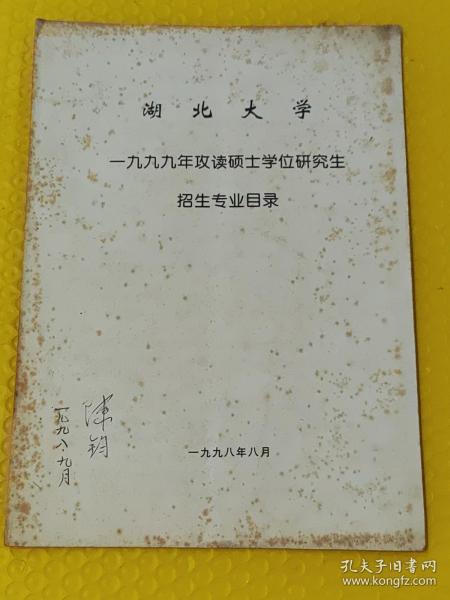 湖北大学
一九九九年攻读硕士学位研究生
招生专业目录
陈钧
一九九八.九月
一九九八年八月
孔夫子旧书网
www.kongfz.com